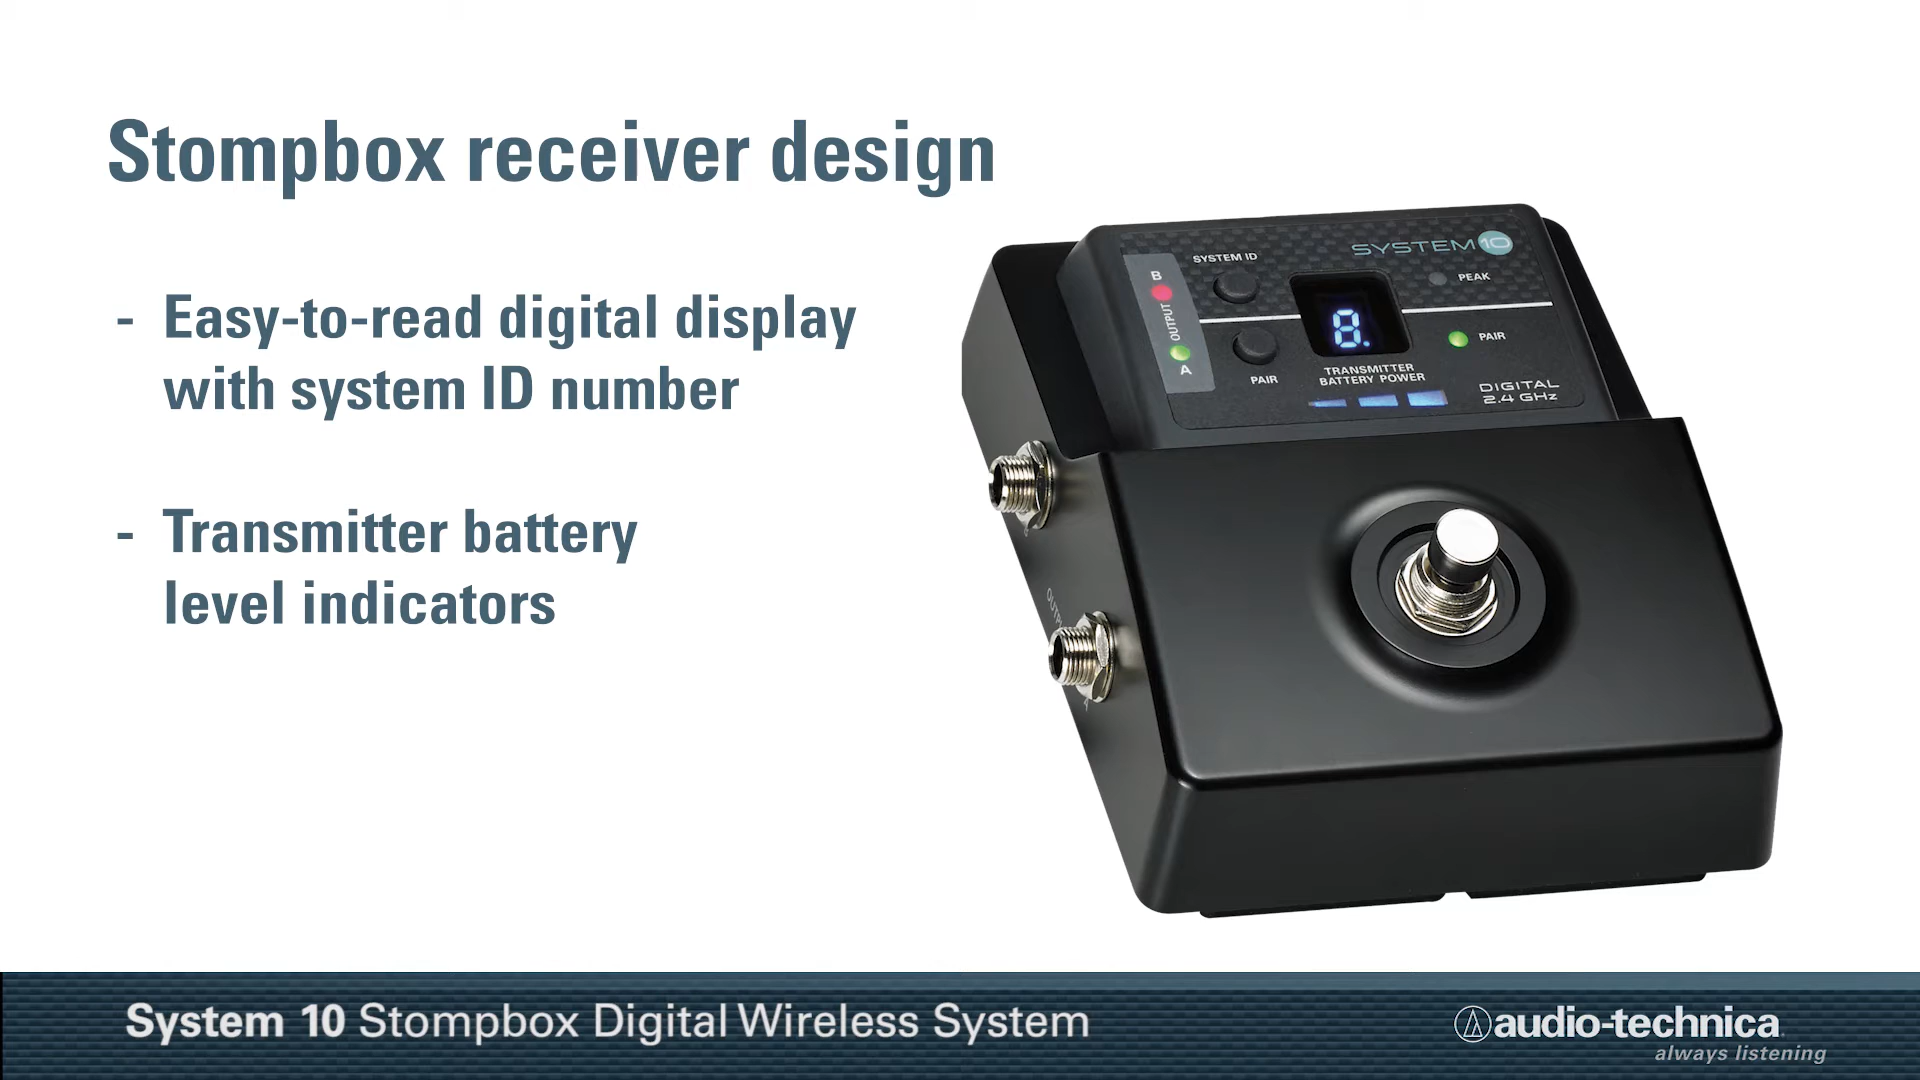 Stompbox receiver design
- Easy-to-read digital display
with system ID number
- Transmitter battery
level indicators
SYSTEM 10
SYSTEM ID
PEAK
B
OUTPUT
A
8.
PAIR
PAIR
TRANSMITTER
BATTERY POWER
DIGITAL
2.4 GHz
A
System 10 Stompbox Digital Wireless System
audio-technica
always listening